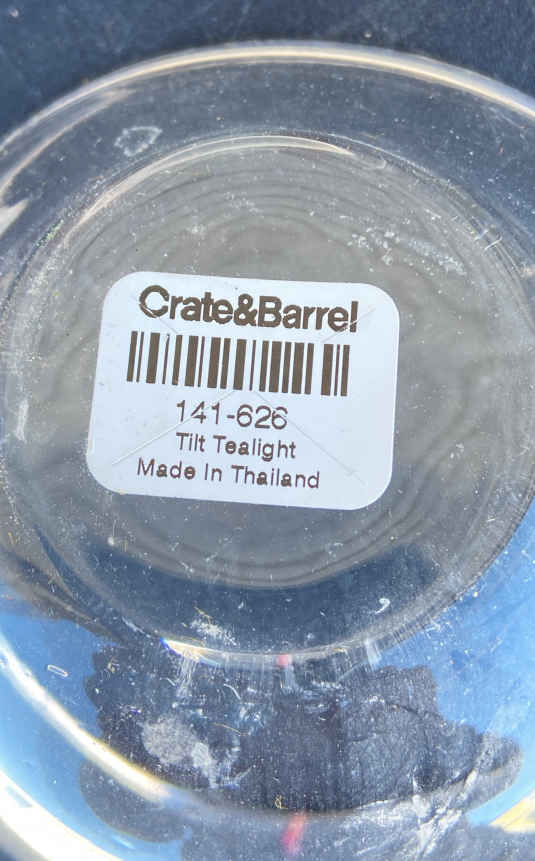 Crate&Barrel
141-626
Tilt Tealight
Made In Thailand